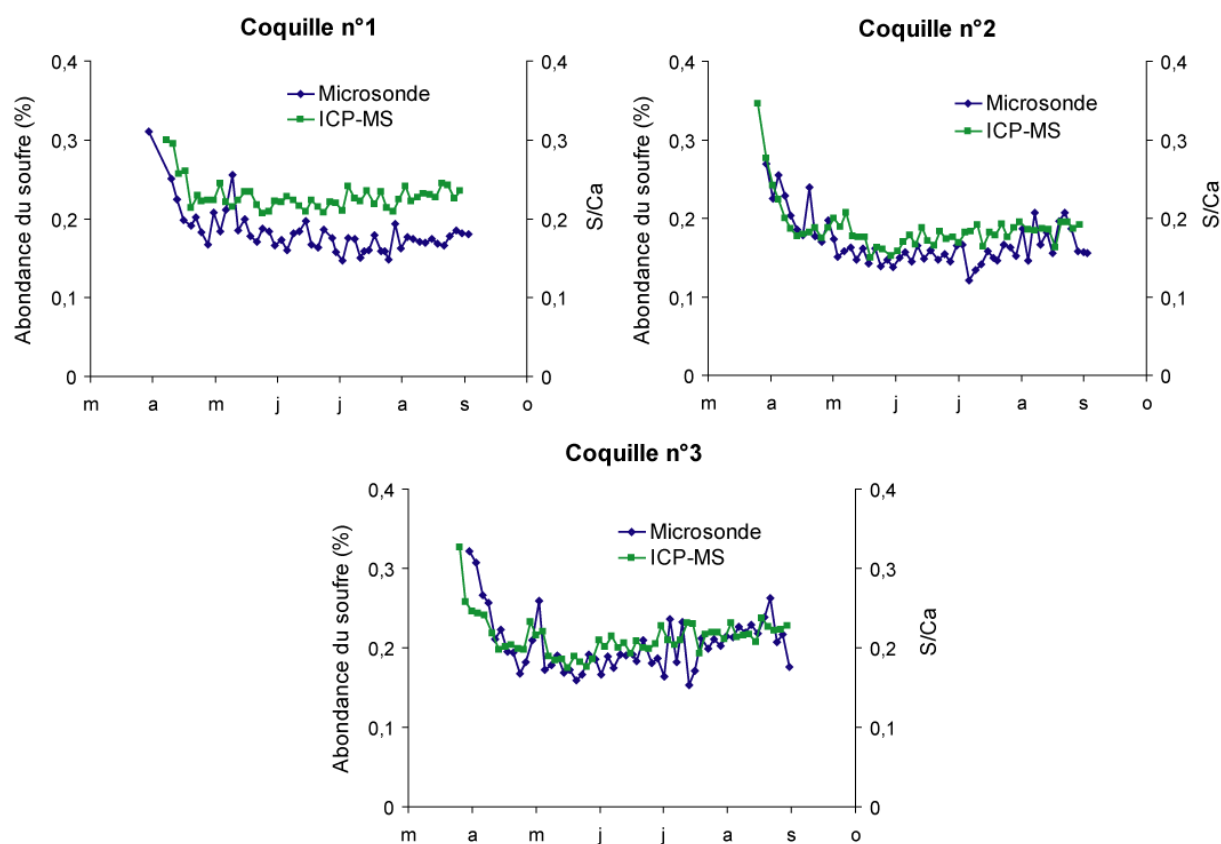 Coquille n°1
0,4
0,3
0,2
0,1
0
Abondance du soufre (%)
Microsonde
ICP-MS
0,4
0,3
0,2
0,1
0
S/Ca
m a m j j a s o
Coquille n°2
0,4
0,3
0,2
0,1
0
Abondance du soufre (%)
Microsonde
ICP-MS
0,4
0,3
0,2
0,1
0
S/Ca
m a m j j a s o
Coquille n°3
0,4
0,3
0,2
0,1
0
Abondance du soufre (%)
Microsonde
ICP-MS
0,4
0,3
0,2
0,1
0
S/Ca
m a m j j a s o